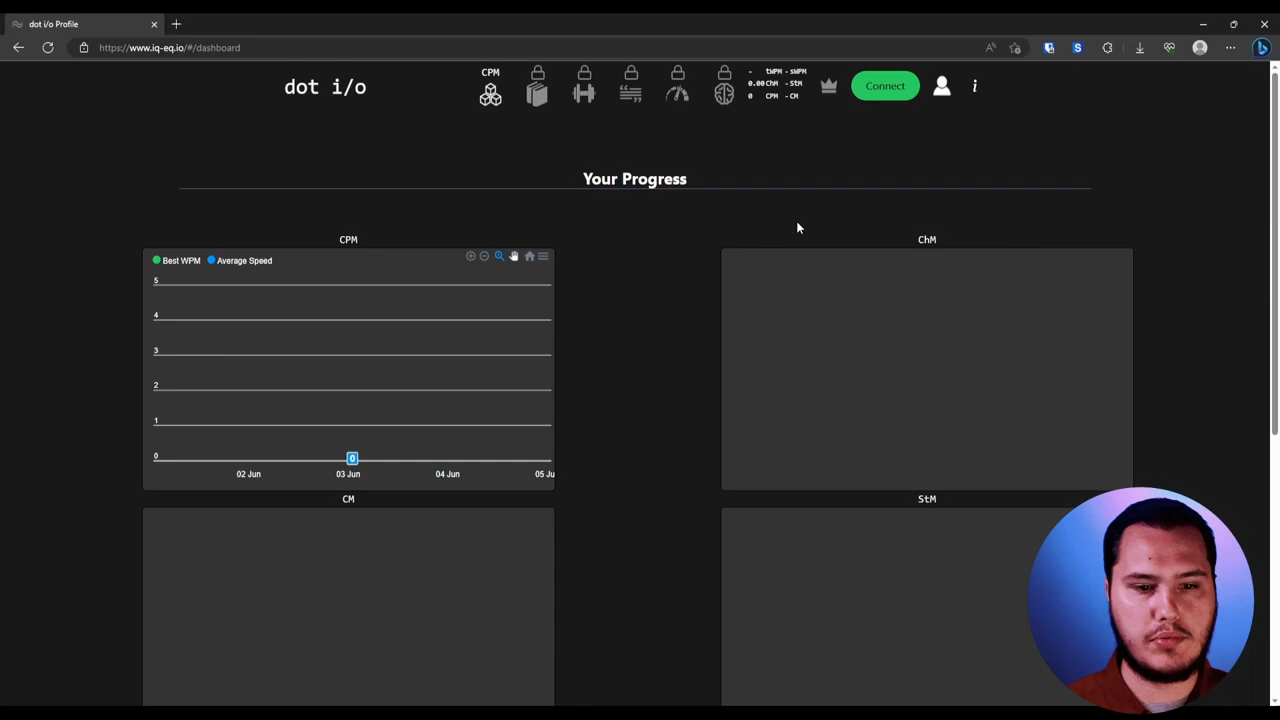 dot i/o Profile
https://www.iq-eq.io/#/dashboard
dot i/o
CPM
- tWPM - sWPM
0.00 ChM - StM
0 CPM - CM
Connect
i
Your Progress
CPM
ChM
Best WPM Average Speed
5
4
3
2
1
0
0
02 Jun 03 Jun 04 Jun 05 Ju
CM
StM